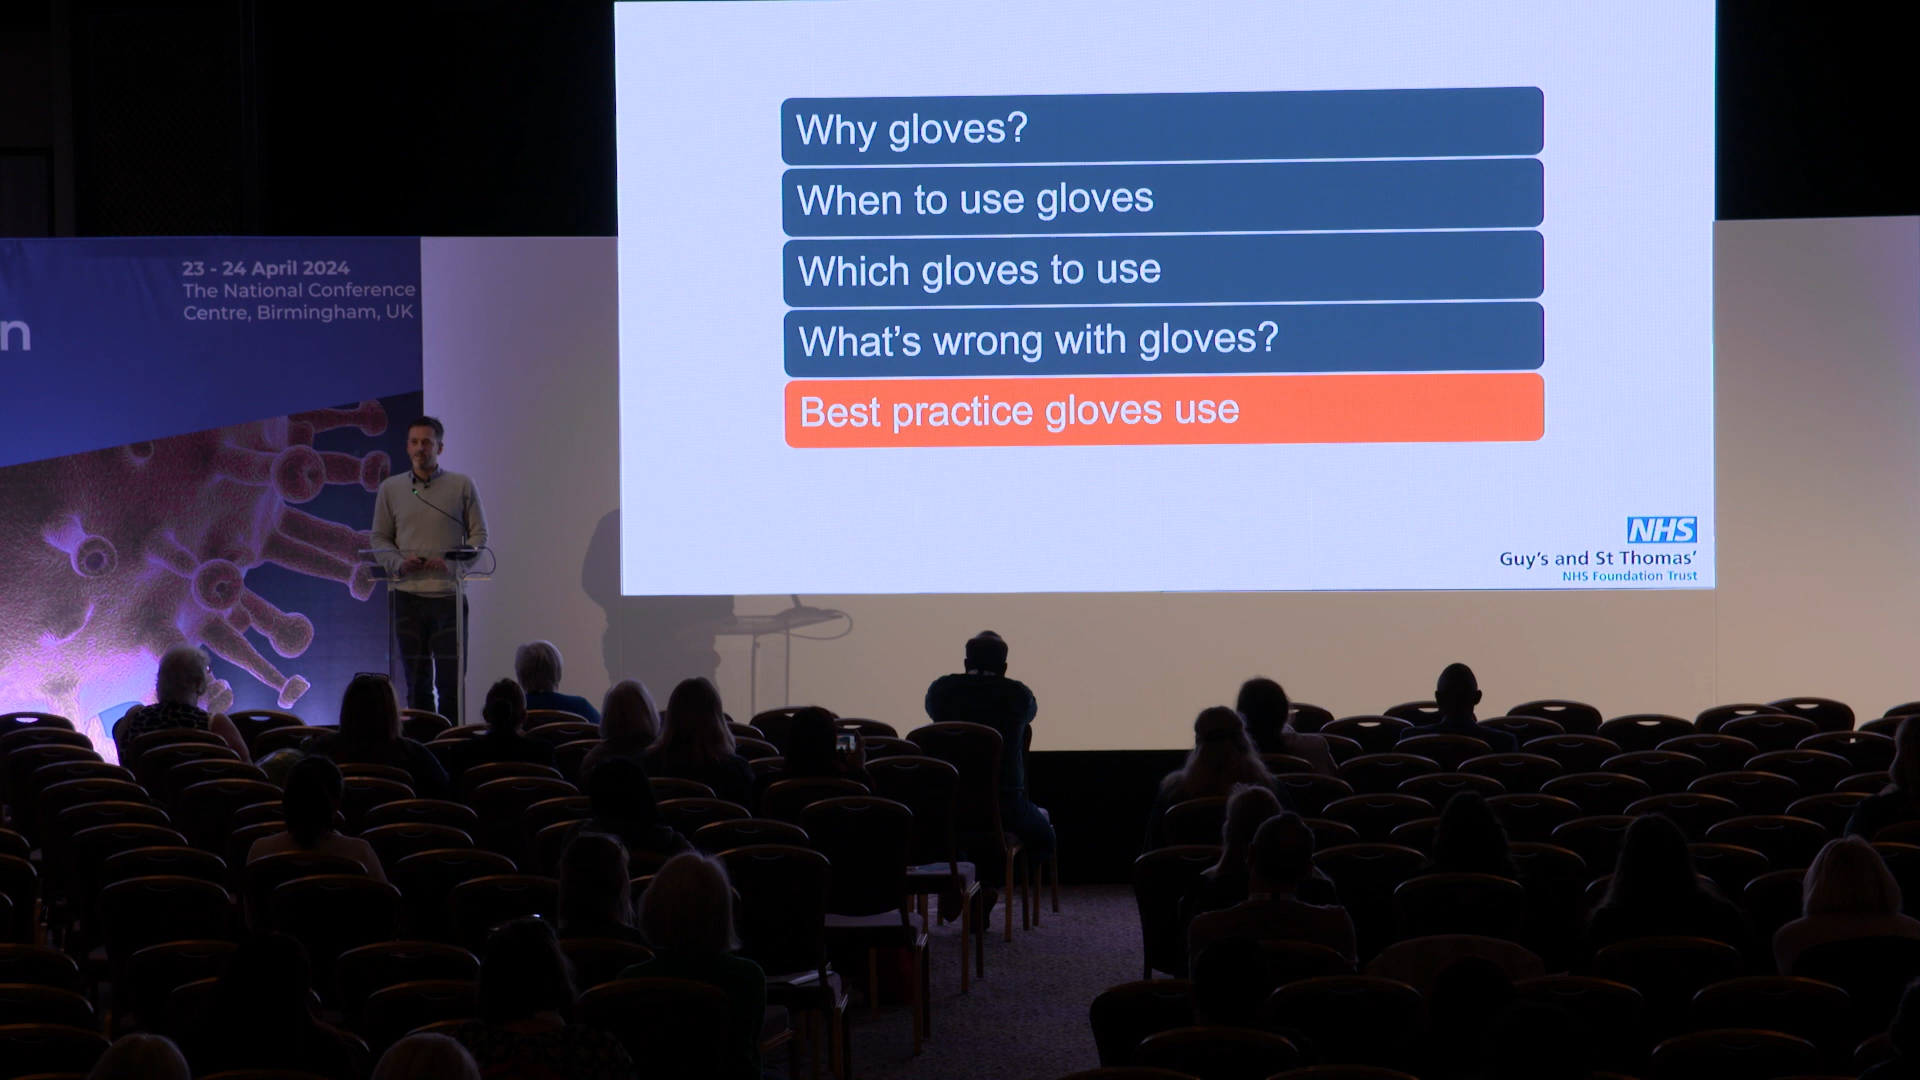 23 - 24 April 2024
The National Conference
Centre, Birmingham, UK
n
Why gloves?
When to use gloves
Which gloves to use
What's wrong with gloves?
Best practice gloves use
NHS
Guy's and St Thomas'
NHS Foundation Trust